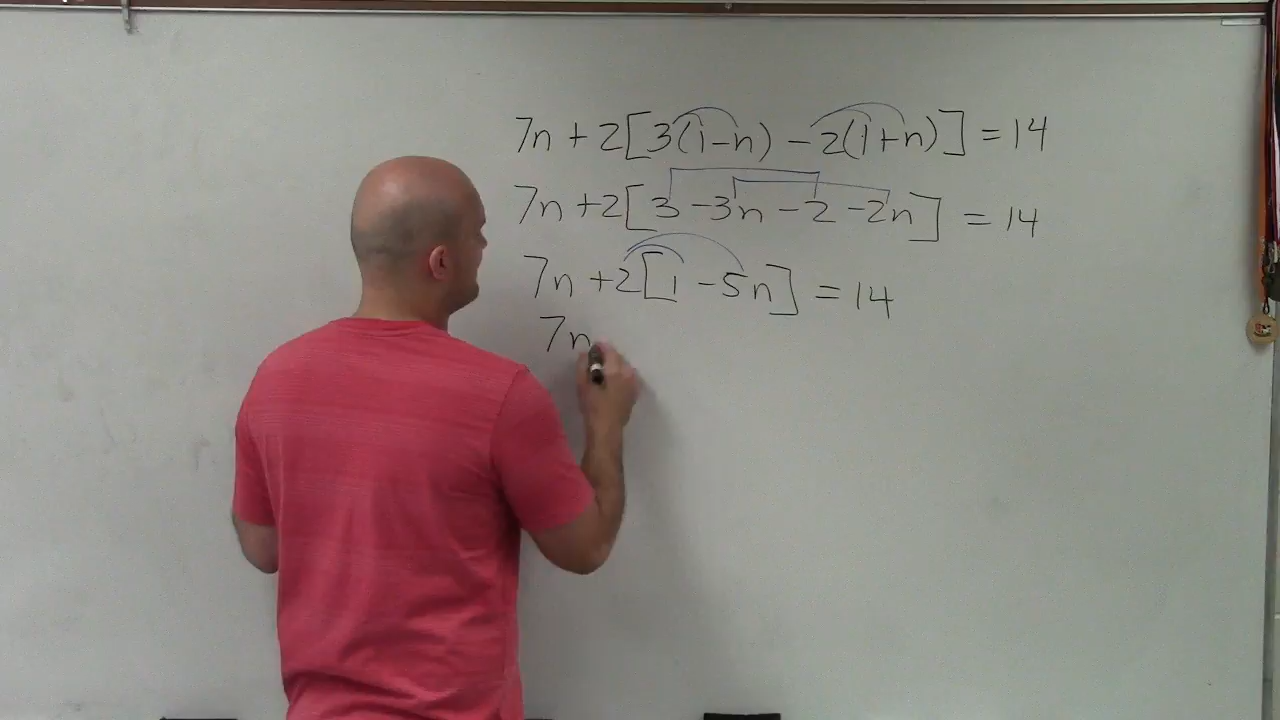 7n + 2[3(1-n) - 2(1+n)] = 14
7n + 2[3 - 3n - 2 - 2n] = 14
7n + 2[1 - 5n] = 14
7n